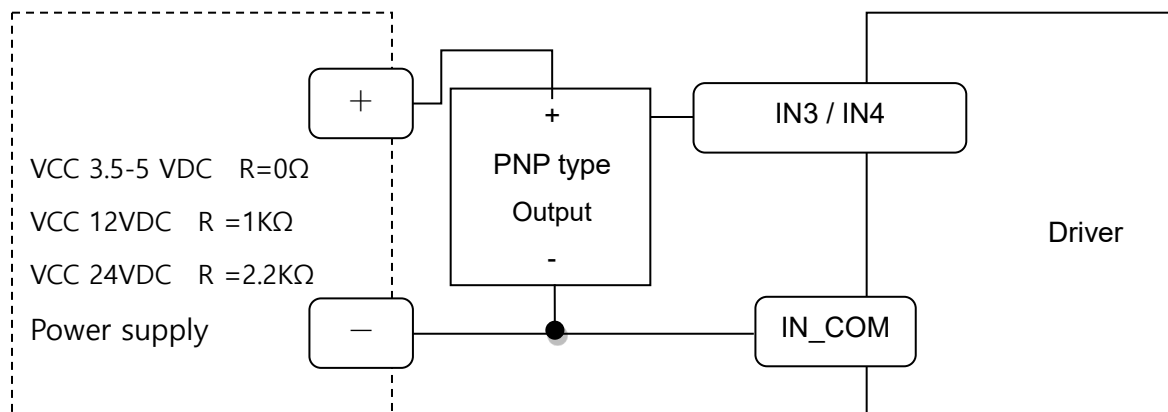 +
VCC 3.5-5 VDC R=0Ω
VCC 12VDC R =1KΩ
VCC 24VDC R =2.2KΩ
Power supply
−
+
PNP type
Output
-
IN3 / IN4
IN_COM
Driver